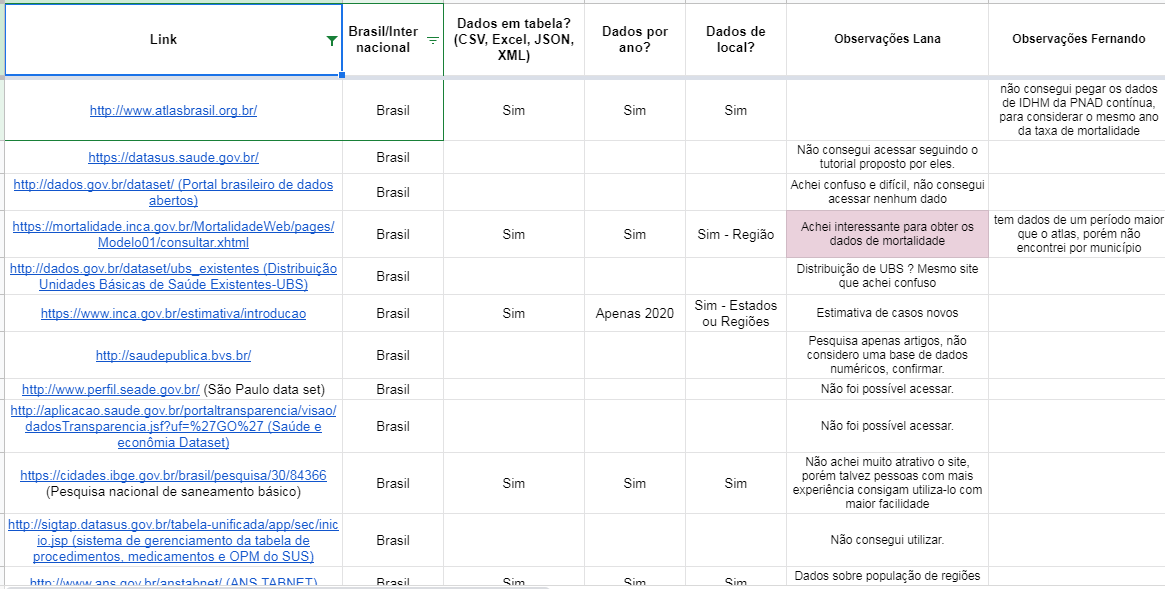 Link
Brasil/Inter
nacional
Dados em tabela?
(CSV, Excel, JSON,
XML)
Dados por
ano?
Dados de
local?
Observações Lana
Observações Fernando
http://www.atlasbrasil.org.br/
Brasil
Sim
Sim
Sim
não consegui pegar os dados
de IDHM da PNAD contínua,
para considerar o mesmo ano
da taxa de mortalidade
https://datasus.saude.gov.br/
Brasil
Não consegui acessar seguindo o
tutorial proposto por eles.
http://dados.gov.br/dataset/ (Portal brasileiro de dados
abertos)
Brasil
Achei confuso e difícil, não consegui
acessar nenhum dado
https://mortalidade.inca.gov.br/MortalidadeWeb/pages/
Modelo01/consultar.xhtml
Brasil
Sim
Sim
Sim - Região
Achei interessante para obter os
dados de mortalidade
tem dados de um período maior
que o atlas, porém não
encontrei por município
http://dados.gov.br/dataset/ubs_existentes (Distribuição
Unidades Básicas de Saúde Existentes-UBS)
Brasil
Distribuição de UBS ? Mesmo site
que achei confuso
https://www.inca.gov.br/estimativa/introducao
Brasil
Sim
Apenas 2020
Sim - Estados
ou Regiões
Estimativa de casos novos
http://saudepublica.bvs.br/
Brasil
Pesquisa apenas artigos, não
considero uma base de dados
numéricos, confirmar.
http://www.perfil.seade.gov.br/ (São Paulo data set)
Brasil
Não foi possível acessar.
http://aplicacao.saude.gov.br/portaltransparencia/visao/
dadosTransparencia.jsf?uf=%27GO%27 (Saúde e
econômia Dataset)
Brasil
Não foi possível acessar.
https://cidades.ibge.gov.br/brasil/pesquisa/30/84366
(Pesquisa nacional de saneamento básico)
Brasil
Sim
Sim
Sim
Não achei muito atrativo o site,
porém talvez pessoas com mais
experiência consigam utiliza-lo com
maior facilidade
http://sigtap.datasus.gov.br/tabela-unificada/app/sec/inic
io.jsp (sistema de gerenciamento da tabela de
procedimentos, medicamentos e OPM do SUS)
Brasil
Não consegui utilizar.
http://www.ans.gov.br/anstabnet/ (ANS TABNET)
Brasil
Sim
Sim
Sim
Dados sobre população de regiões